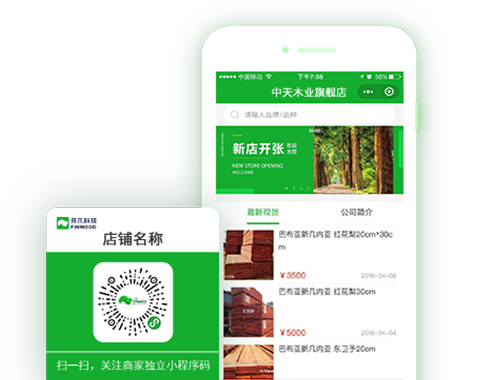 中国移动
下午7:38
38%
中天木业旗舰店
请输入品牌/品种
新店开张
欢迎
光临
NEW STORE OPENING
WELCOME
最新现货
公司简介
巴布亚新几内亚 红花梨20cm*30c
m
¥3500
2018-04-08
巴布亚新几内亚 红花梨30cm
¥5000
2018-04-04
巴布亚新几内亚 东卫予20cm
芬木科技
FINWOOD
店铺名称
扫一扫，关注商家独立小程序码